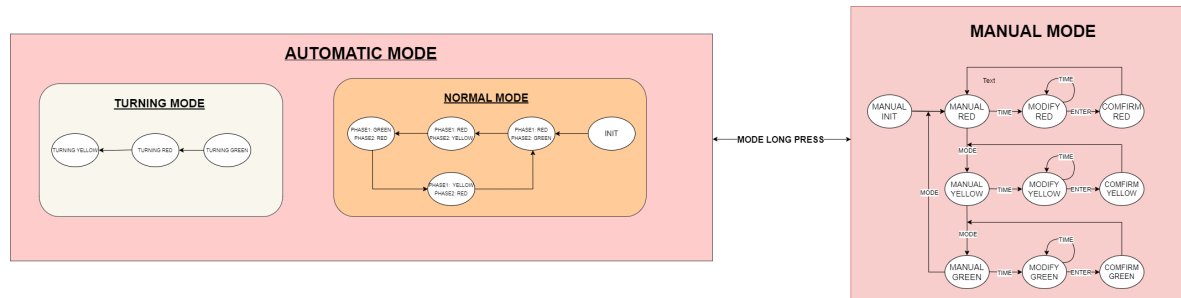 AUTOMATIC MODE
TURNING MODE
TURNING YELLOW
TURNING RED
TURNING GREEN
NORMAL MODE
PHASE1: GREEN
PHASE2: RED
PHASE1: RED
PHASE2: YELLOW
PHASE1: RED
PHASE2: GREEN
INIT
PHASE1: YELLOW
PHASE2: RED
MODE LONG PRESS
MANUAL MODE
Text
MANUAL
INIT
MANUAL
RED
TIME
MODIFY
RED
TIME
ENTER
COMFIRM
RED
MODE
MODE
MANUAL
YELLOW
TIME
MODIFY
YELLOW
TIME
ENTER
COMFIRM
YELLOW
MODE
MANUAL
GREEN
TIME
MODIFY
GREEN
TIME
ENTER
COMFIRM
GREEN